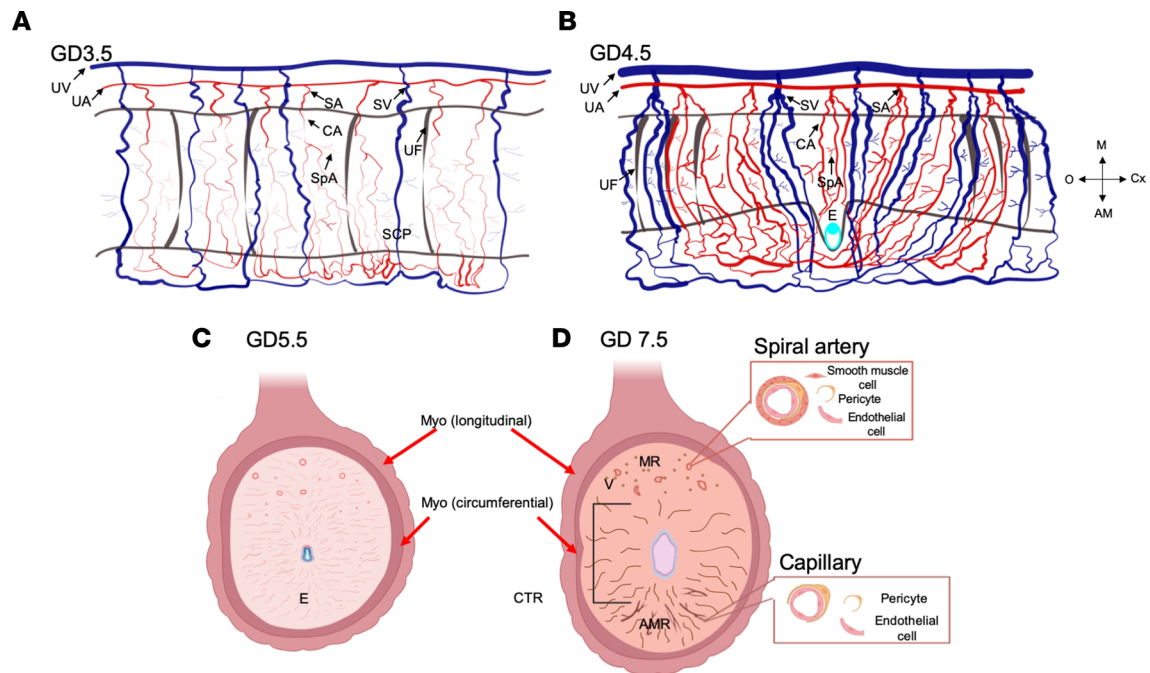 A
GD3.5
UV
UA
SA
SV
CA
UF
SpA
SCP
B
GD4.5
UV
UA
SV
SA
CA
SpA
UF
E
M
O
Cx
AM
C
GD5.5
E
Myo (longitudinal)
Myo (circumferential)
CTR
D
GD 7.5
MR
V
AMR
Spiral artery
Smooth muscle
cell
Pericyte
Endothelial
cell
Capillary
Pericyte
Endothelial
cell